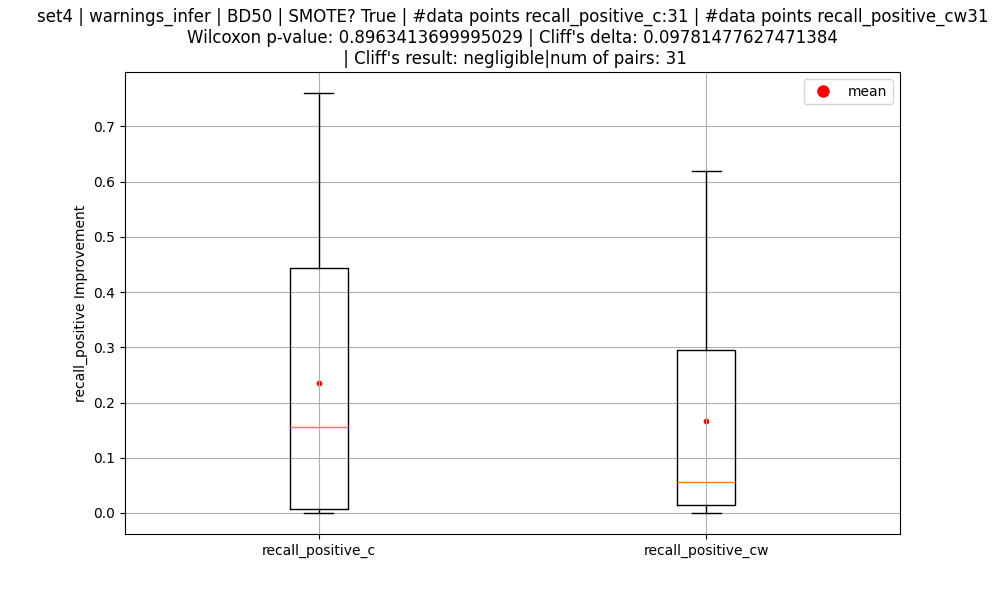 set4 | warnings_infer | BD50 | SMOTE? True | #data points recall_positive_c:31 | #data points recall_positive_cw31
Wilcoxon p-value: 0.8963413699995029 | Cliff's delta: 0.09781477627471384
| Cliff's result: negligible|num of pairs: 31
mean
0.7
0.6
0.5
0.4
0.3
0.2
0.1
0.0
recall_positive Improvement
recall_positive_c
recall_positive_cw